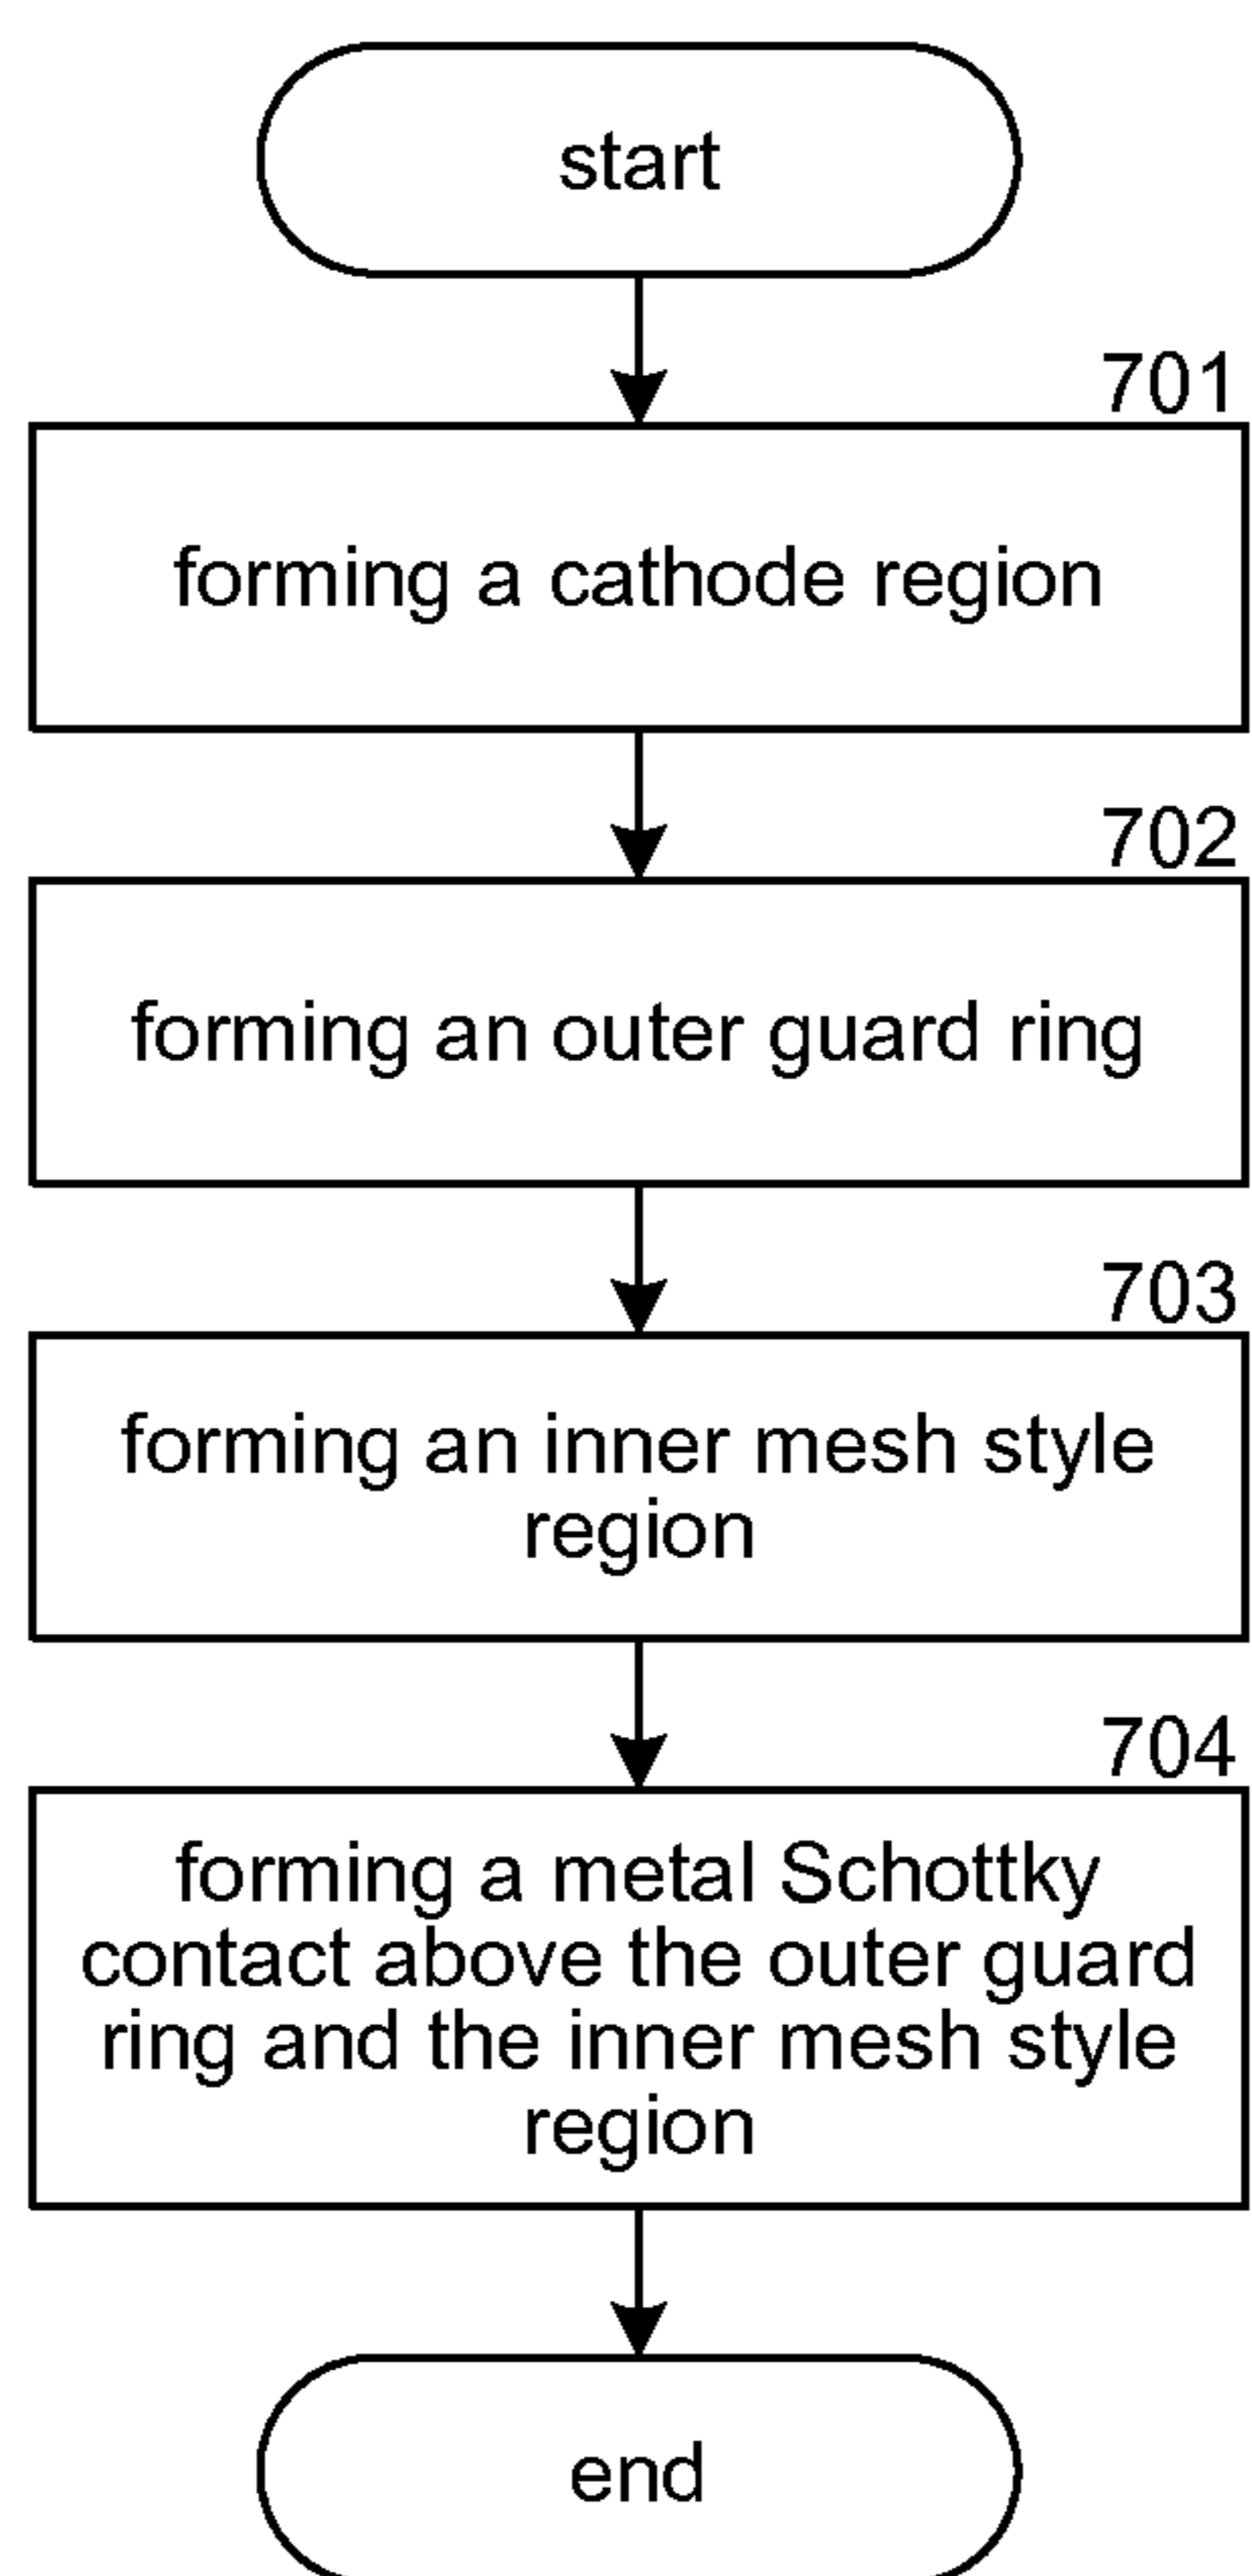 start
701
forming a cathode region
702
forming an outer guard ring
703
forming an inner mesh style
region
704
forming a metal Schottky
contact above the outer guard
ring and the inner mesh style
region
end